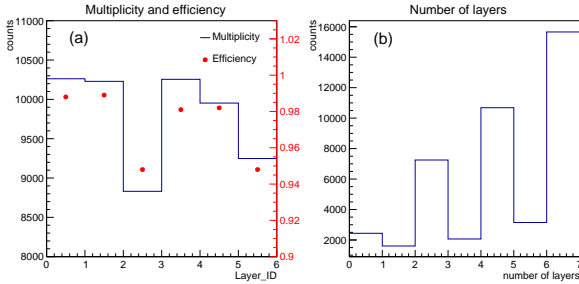 Multiplicity and efficiency
counts
(a)
Multiplicity
Efficiency
11000
10500
10000
9500
9000
8500
8000
1.02
1
0.98
0.96
0.94
0.92
0.9
0 1 2 3 4 5 6
Layer_ID
Number of layers
counts
(b)
16000
14000
12000
10000
8000
6000
4000
2000
0 1 2 3 4 5 6 7
number of layers